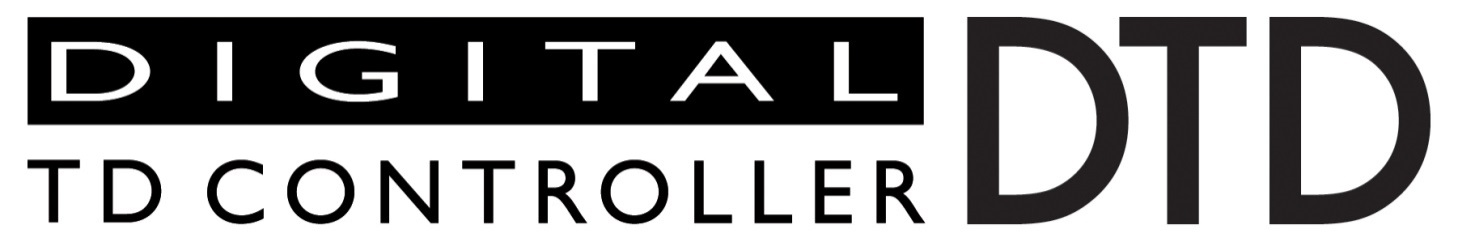 DIGITAL
TD CONTROLLER
DTD